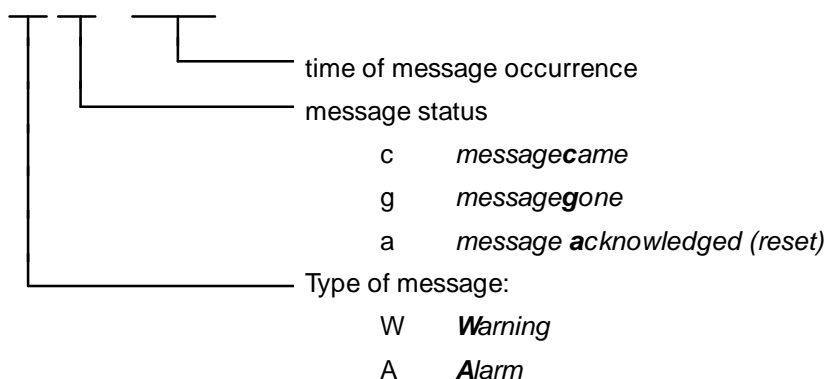 time of message occurrence
message status
c messagecame
g messagegone
a message acknowledged (reset)
Type of message:
W Warning
A Alarm